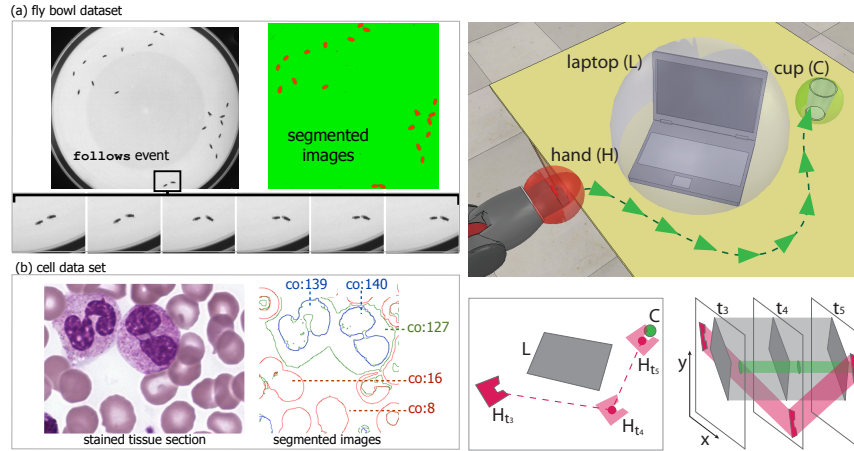 (a) fly bowl dataset
follows event
segmented
images
(b) cell data set
co:139
co:140
co:127
co:16
co:8
stained tissue section
segmented images
laptop (L)
cup (C)
hand (H)
C
L
Ht5
Ht3
Ht4
t3
t4
t5
y
x